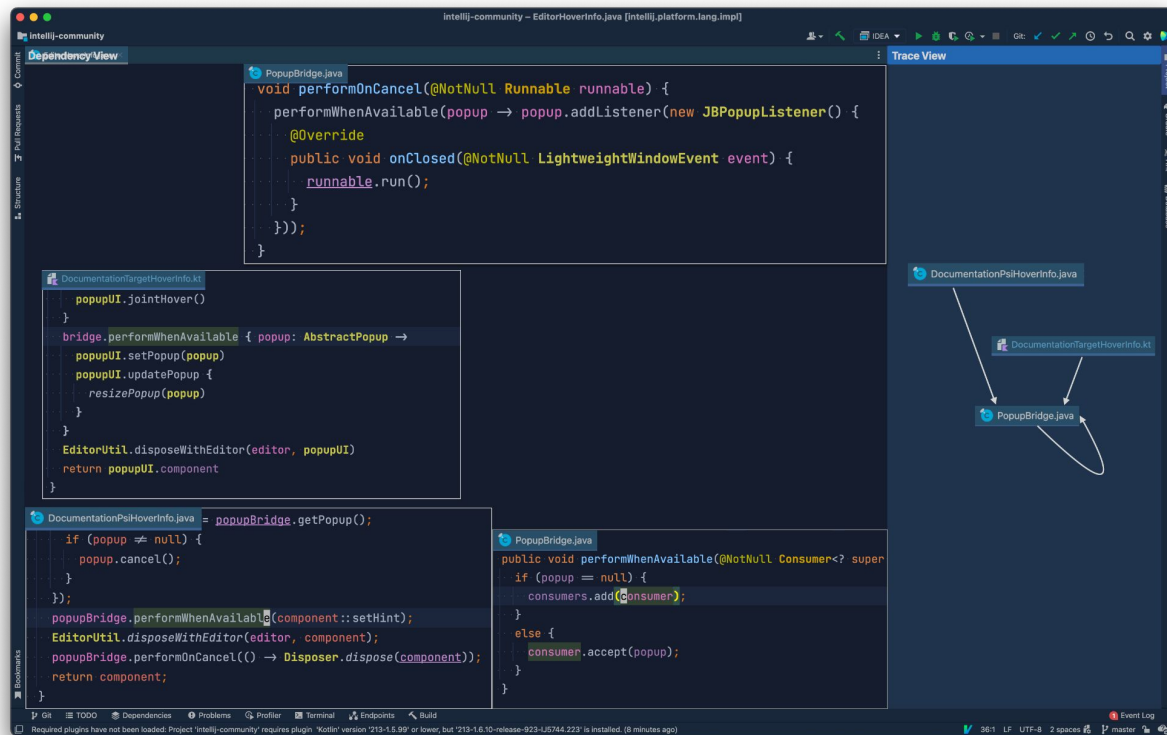 intellij-community – EditorHoverInfo.java [intellij.platform.lang.impl]
intellij-community
IDEA
Git:
Commit
Pull Requests
Structure
Bookmarks
Dependency View
Trace View
PopupBridge.java
void performOnCancel(@NotNull Runnable runnable) {
performWhenAvailable(popup → popup.addListener(new JBPopupListener() {
@Override
public void onClosed(@NotNull LightweightWindowEvent event) {
runnable.run();
}
}));
}
DocumentationTargetHoverInfo.kt
popupUI.jointHover()
}
bridge.performWhenAvailable { popup: AbstractPopup →
popupUI.setPopup(popup)
popupUI.updatePopup {
resizePopup(popup)
}
}
EditorUtil.disposeWithEditor(editor, popupUI)
return popupUI.component
}
DocumentationPsiHoverInfo.java = popupBridge.getPopup();
if (popup ≠ null) {
popup.cancel();
}
});
popupBridge.performWhenAvailable(component::setHint);
EditorUtil.disposeWithEditor(editor, component);
popupBridge.performOnCancel(() → Disposer.dispose(component));
return component;
}
PopupBridge.java
public void performWhenAvailable(@NotNull Consumer<? super
if (popup == null) {
consumers.add(consumer);
}
else {
consumer.accept(popup);
}
}
DocumentationPsiHoverInfo.java
DocumentationTargetHoverInfo.kt
PopupBridge.java
Git TODO Dependencies Problems Profiler Terminal Endpoints Build
1 Event Log
Required plugins have not been loaded: Project 'intellij-community' requires plugin 'Kotlin' version '213-1.5.99' or lower, but '213-1.6.10-release-923-IJ5744.223' is installed. (8 minutes ago)
36:1 LF UTF-8 2 spaces master